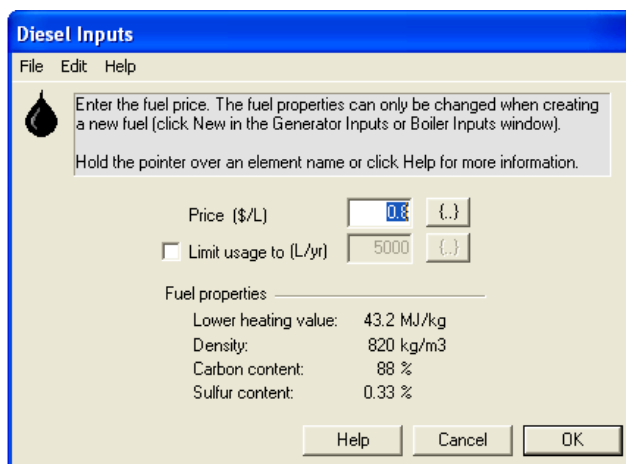 Diesel Inputs
File Edit Help
Enter the fuel price. The fuel properties can only be changed when creating
a new fuel (click New in the Generator Inputs or Boiler Inputs window).
Hold the pointer over an element name or click Help for more information.
Price ($/L) 0.8 {..}
Limit usage to (L/yr) 5000 {..}
Fuel properties
Lower heating value: 43.2 MJ/kg
Density: 820 kg/m3
Carbon content: 88 %
Sulfur content: 0.33 %
Help Cancel OK